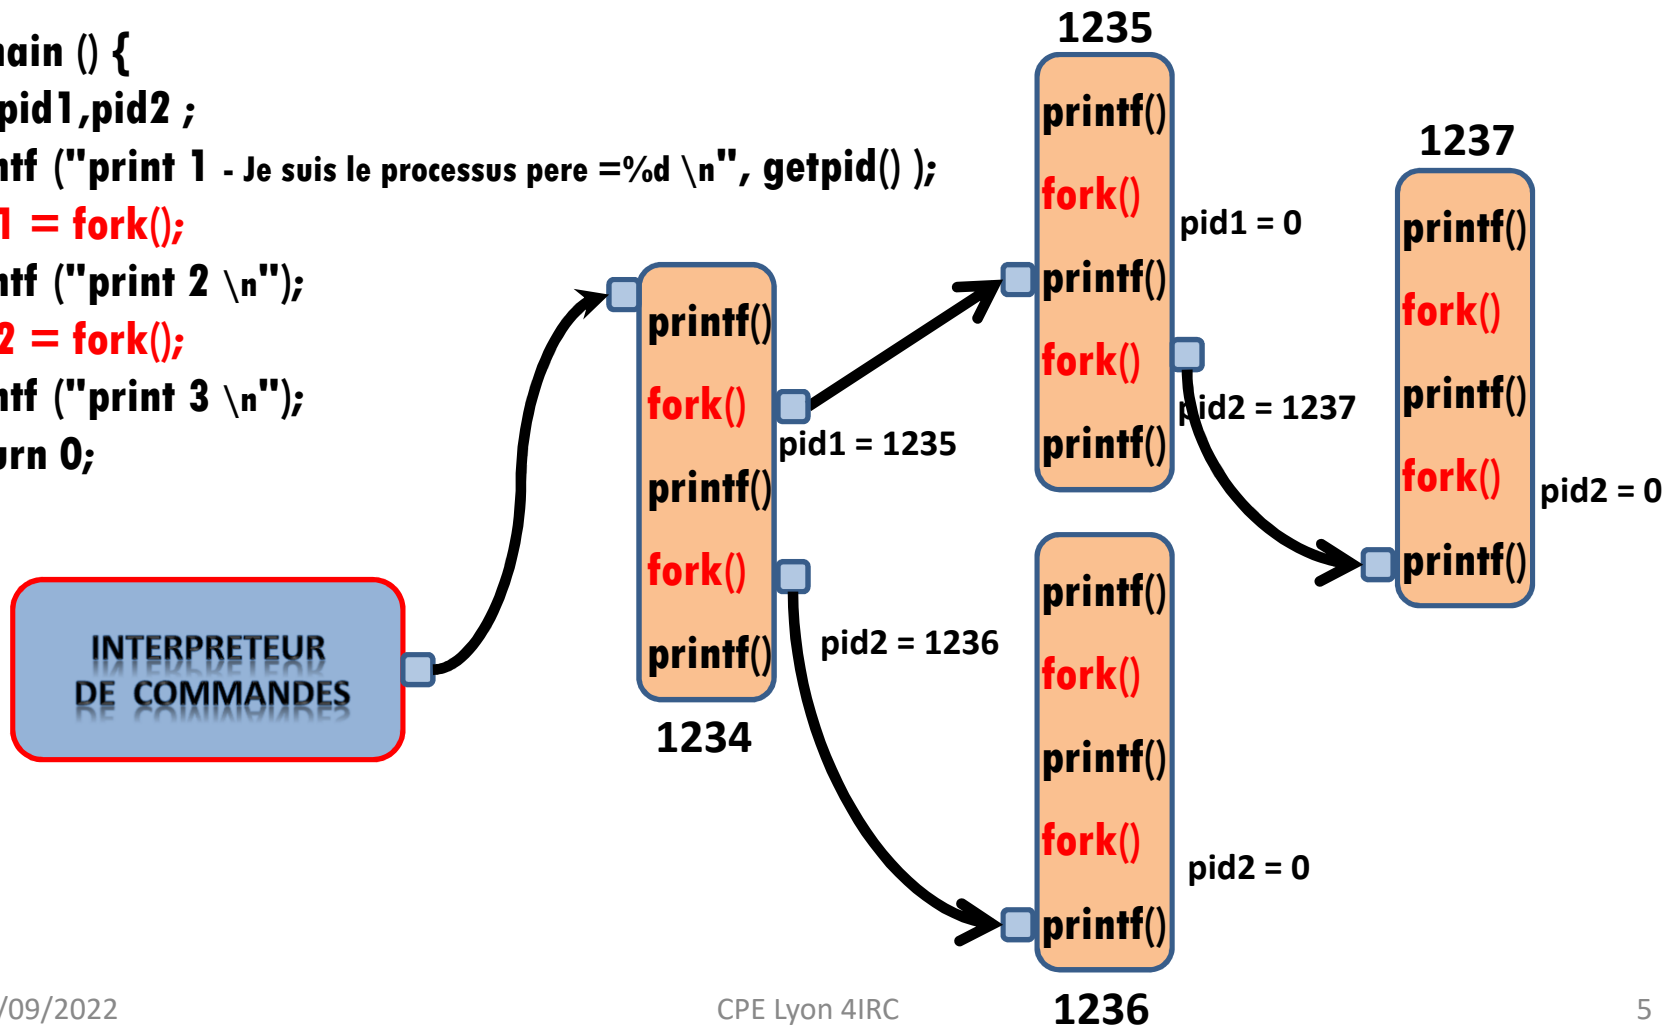 ain () {
pid1,pid2 ;
ntf ("print 1 - Je suis le processus pere =%d \n", getpid() );
1 = fork();
ntf ("print 2 \n");
2 = fork();
ntf ("print 3 \n");
urn 0;
INTERPRETEUR
DE COMMANDES
printf()
fork()
printf()
fork()
printf()
1234
pid1 = 1235
pid2 = 1236
1235
printf()
fork()
printf()
fork()
printf()
pid1 = 0
pid2 = 1237
1237
printf()
fork()
printf()
fork()
printf()
pid2 = 0
printf()
fork()
printf()
fork()
printf()
pid2 = 0
1236
/09/2022
CPE Lyon 4IRC
5